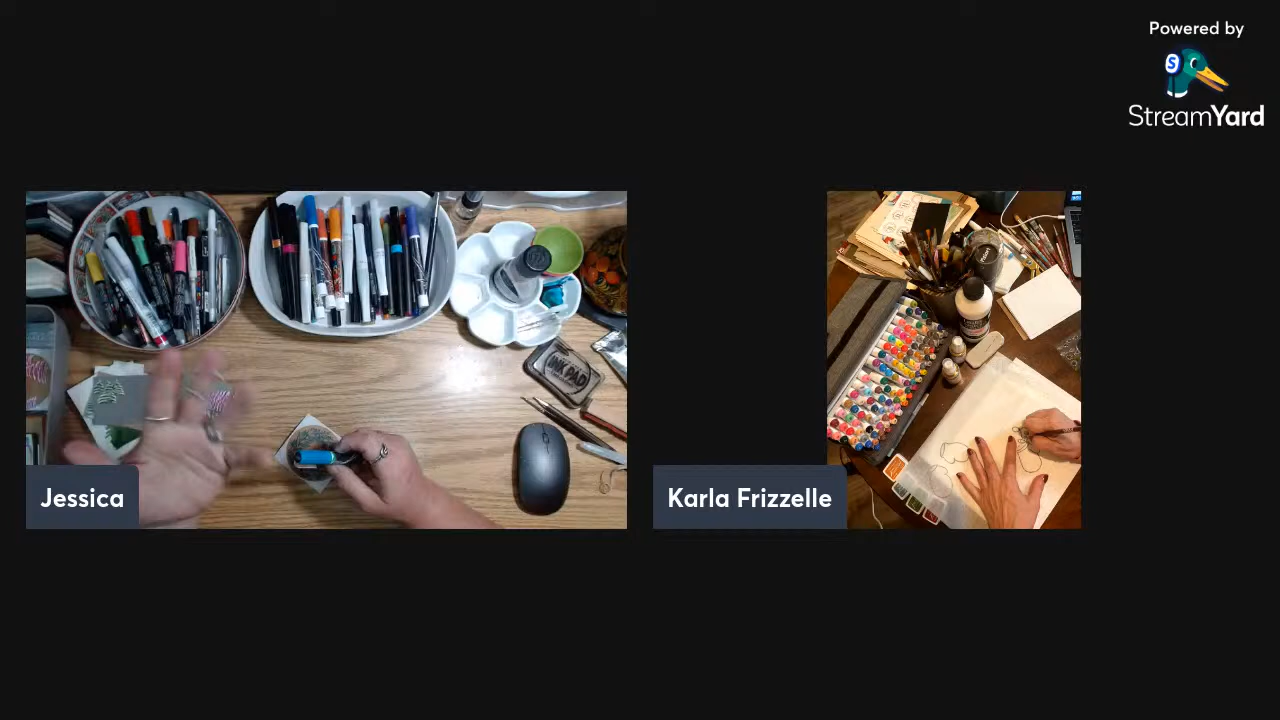 Powered by
S
StreamYard
INK PAD
Jessica
Karla Frizzelle